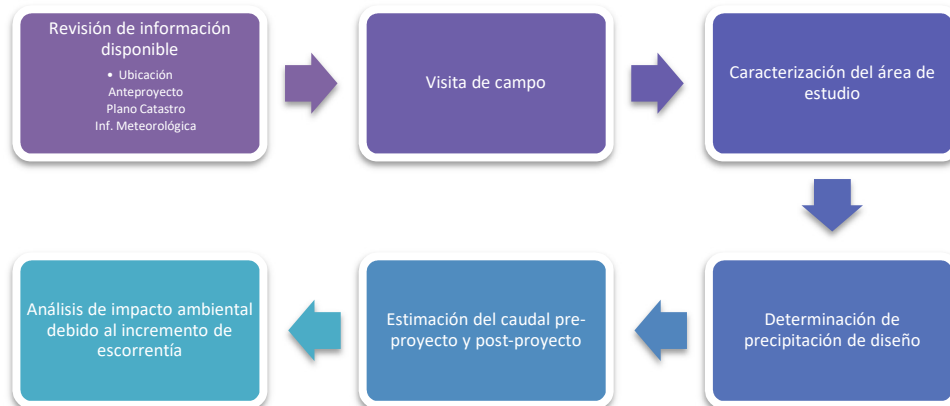 Revisión de información
disponible
• Ubicación
Anteproyecto
Plano Catastro
Inf. Meteorológica
Visita de campo
Caracterización del área de
estudio
Determinación de
precipitación de diseño
Estimación del caudal pre-
proyecto y post-proyecto
Análisis de impacto ambiental
debido al incremento de
escorrentía